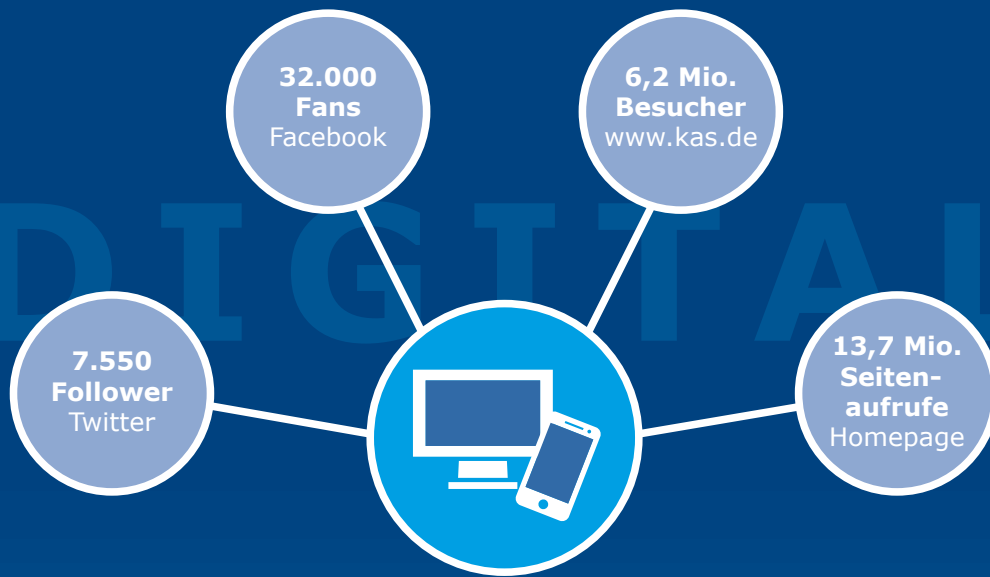 32.000
Fans
Facebook
6,2 Mio.
Besucher
www.kas.de
DIGITAL
7.550
Follower
Twitter
13,7 Mio.
Seiten-
aufrufe
Homepage